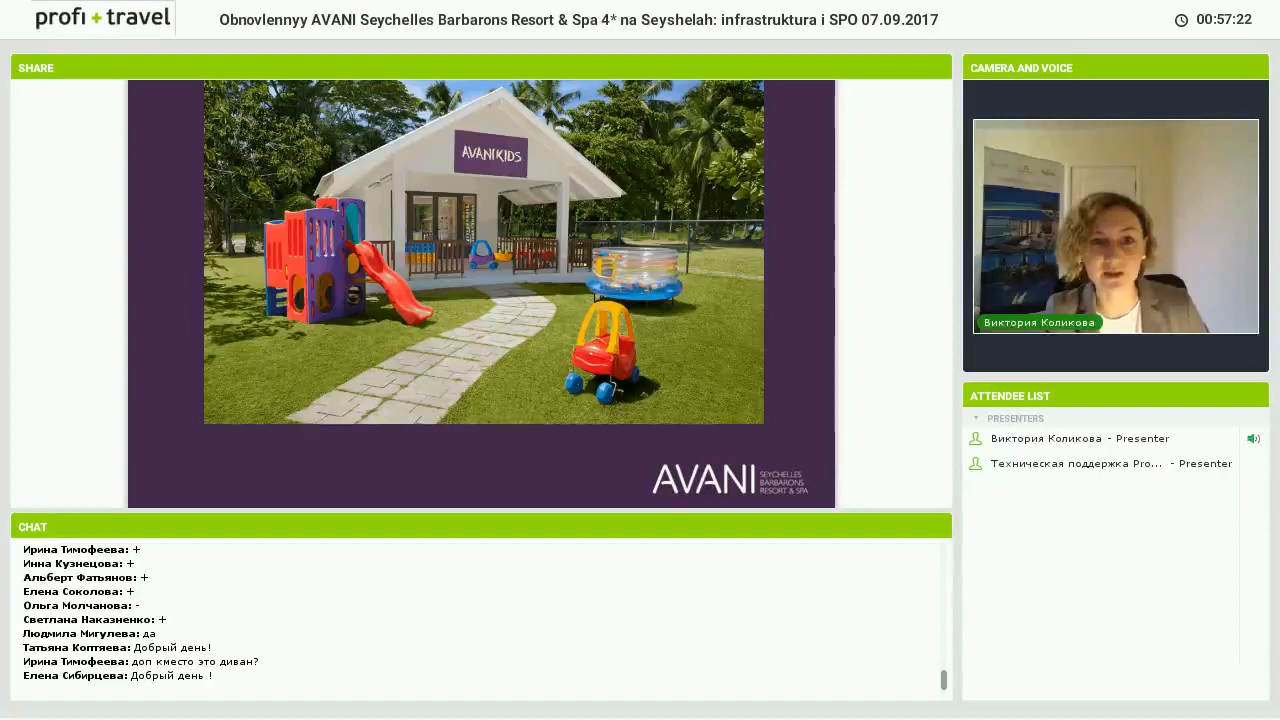 profi + travel
Obnovlennyy AVANI Seychelles Barbarons Resort & Spa 4* na Seyshelah: infrastruktura i SPO 07.09.2017
00:57:22
SHARE
AVANIKIDS
AVANI SEYCHELLES
BARBARONS
RESORT & SPA
CAMERA AND VOICE
Виктория Коликова
ATTENDEE LIST
PRESENTERS
Виктория Коликова - Presenter
Техническая поддержка Pro... - Presenter
CHAT
Ирина Тимофеева: +
Инна Кузнецова: +
Альберт Фатьянов: +
Елена Соколова: +
Ольга Молчанова: -
Светлана Наказненко: +
Людмила Мигулева: да
Татьяна Коптяева: Добрый день!
Ирина Тимофеева: доп кместо это диван?
Елена Сибирцева: Добрый день !